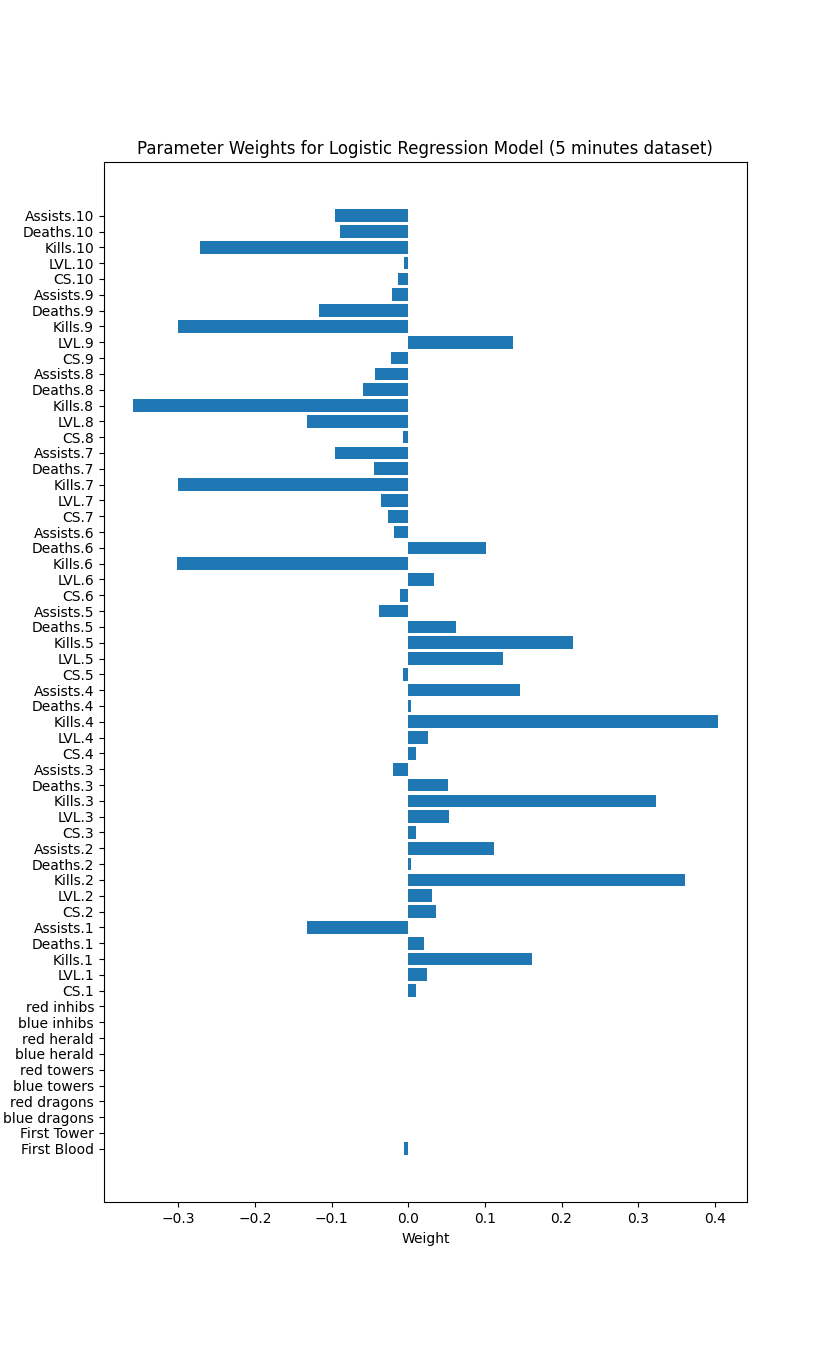 Parameter Weights for Logistic Regression Model (5 minutes dataset)
Assists.10
Deaths.10
Kills.10
LVL.10
CS.10
Assists.9
Deaths.9
Kills.9
LVL.9
CS.9
Assists.8
Deaths.8
Kills.8
LVL.8
CS.8
Assists.7
Deaths.7
Kills.7
LVL.7
CS.7
Assists.6
Deaths.6
Kills.6
LVL.6
CS.6
Assists.5
Deaths.5
Kills.5
LVL.5
CS.5
Assists.4
Deaths.4
Kills.4
LVL.4
CS.4
Assists.3
Deaths.3
Kills.3
LVL.3
CS.3
Assists.2
Deaths.2
Kills.2
LVL.2
CS.2
Assists.1
Deaths.1
Kills.1
LVL.1
CS.1
red inhibs
blue inhibs
red herald
blue herald
red towers
blue towers
red dragons
blue dragons
First Tower
First Blood
−0.3 −0.2 −0.1 0.0 0.1 0.2 0.3 0.4
Weight